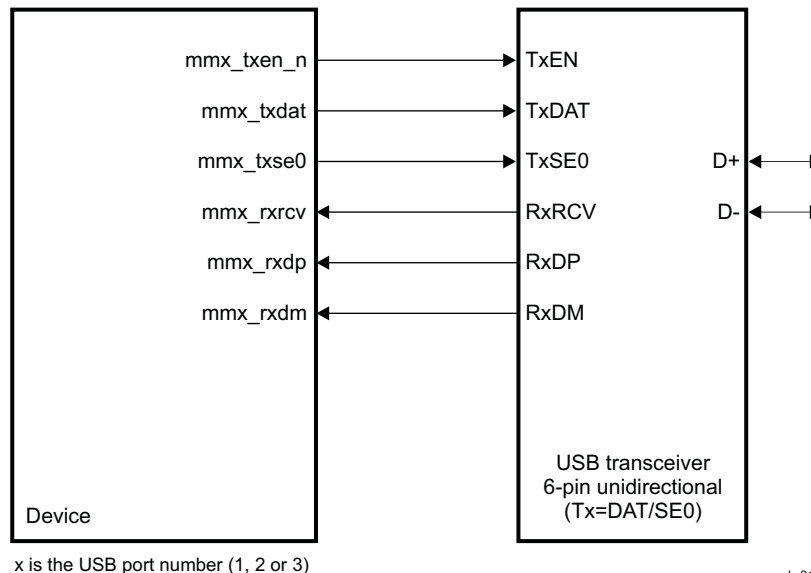 mmx_txen_n TxEN
mmx_txdat TxDAT
mmx_txse0 TxSE0 D+
mmx_rxrcv RxRCV D-
mmx_rxdp RxDP
mmx_rxdm RxDM
USB transceiver
6-pin unidirectional
(Tx=DAT/SE0)
Device
x is the USB port number (1, 2 or 3)